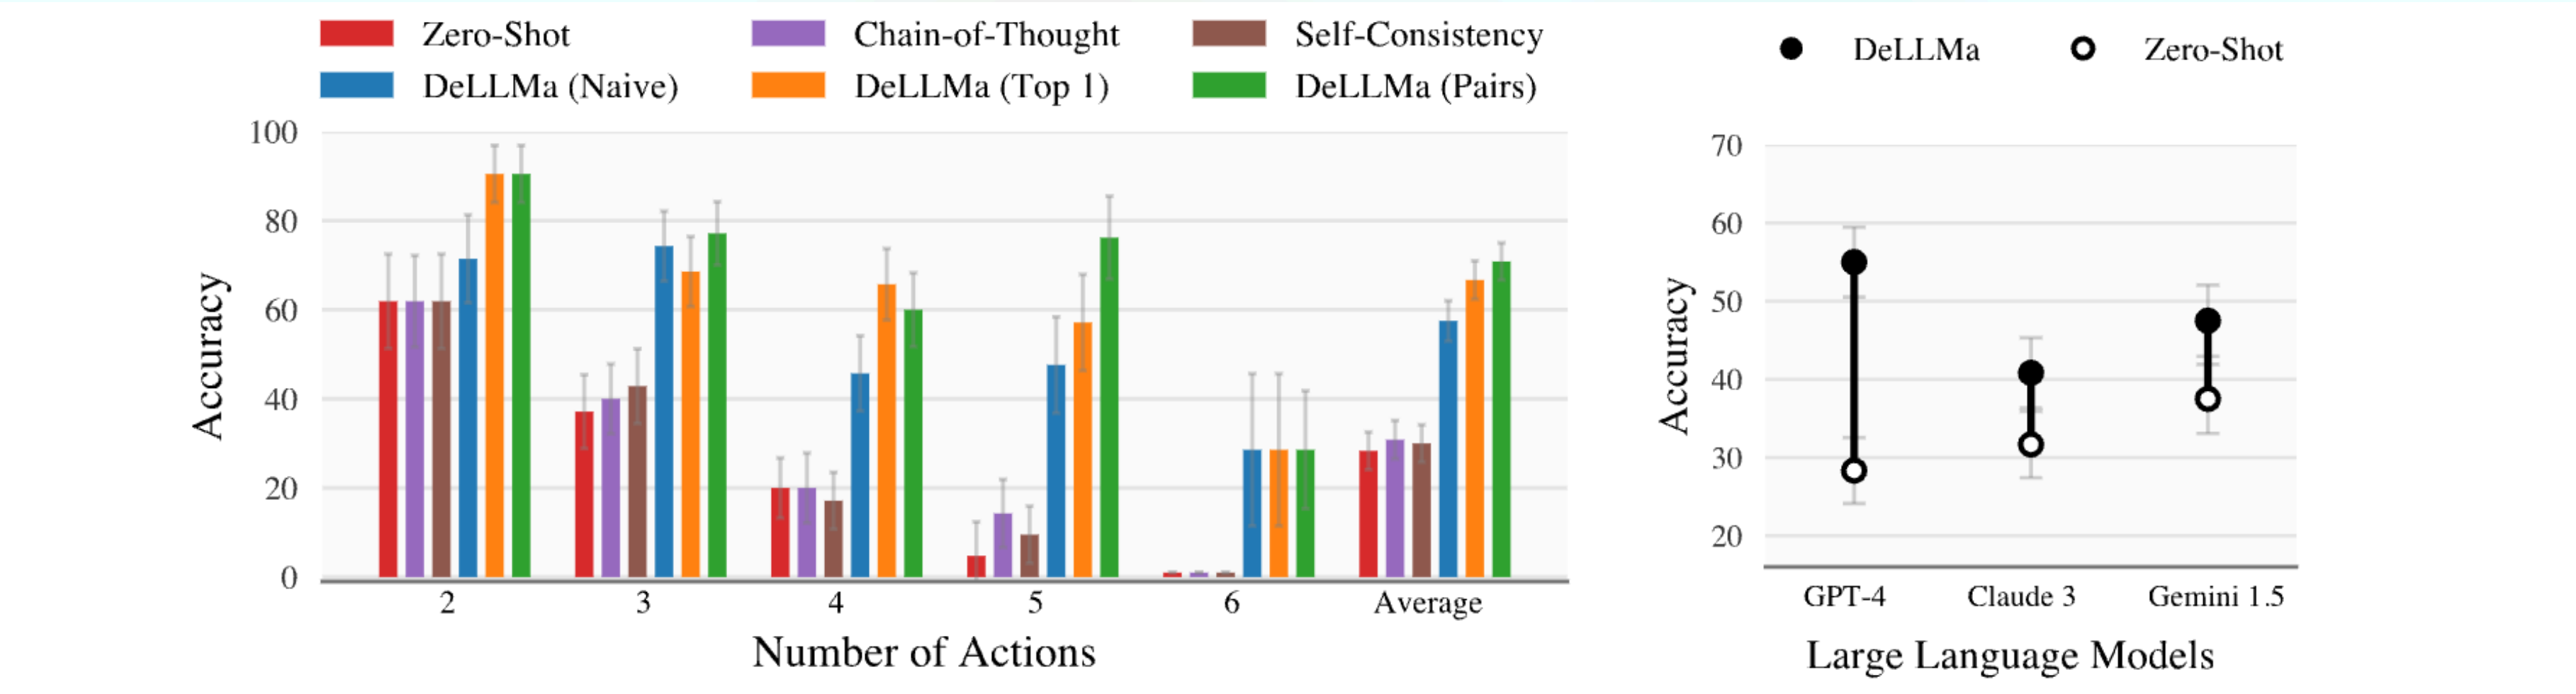 Zero-Shot Chain-of-Thought Self-Consistency
DeLLMa (Naive) DeLLMa (Top 1) DeLLMa (Pairs)
100
80
60
40
20
0
Accuracy
2 3 4 5 6 Average
Number of Actions
DeLLMa Zero-Shot
70
60
50
40
30
20
Accuracy
GPT-4 Claude 3 Gemini 1.5
Large Language Models